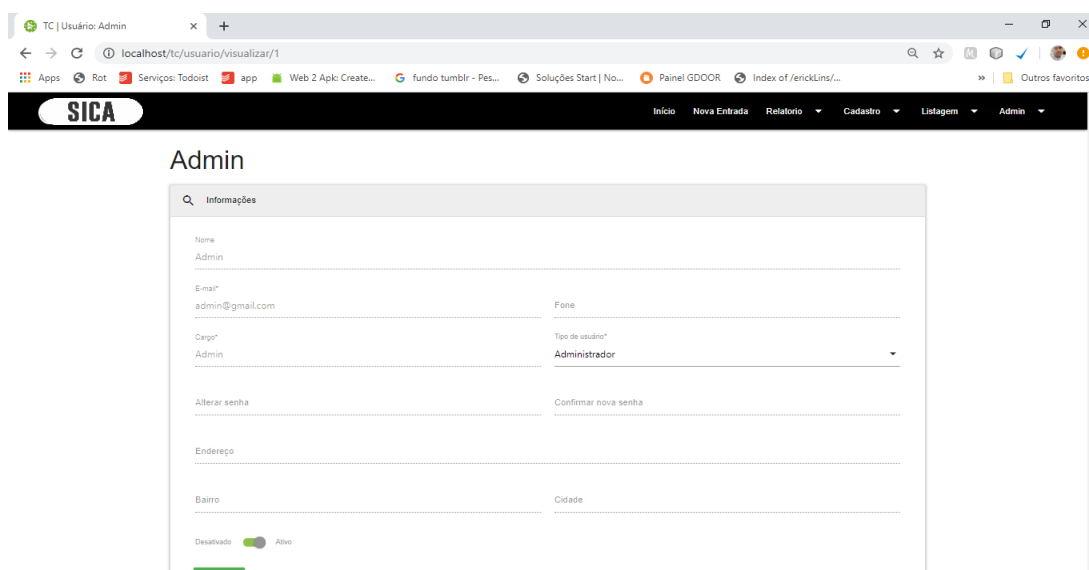 TC | Usuário: Admin
localhost/tc/usuario/visualizar/1
Apps Rot Serviços: Todoist app Web 2 Apk: Create... G fundo tumblr - Pes... Soluções Start | No... Painel GDOOR Index of /erickLins/... » Outros favoritos
SICA Início Nova Entrada Relatorio Cadastro Listagem Admin
Admin
Informações
Nome
Admin
E-mail*
admin@gmail.com Fone
Cargo* Tipo de usuário*
Admin Administrador
Alterar senha Confirmar nova senha
Endereço
Bairro Cidade
Desativado Ativo